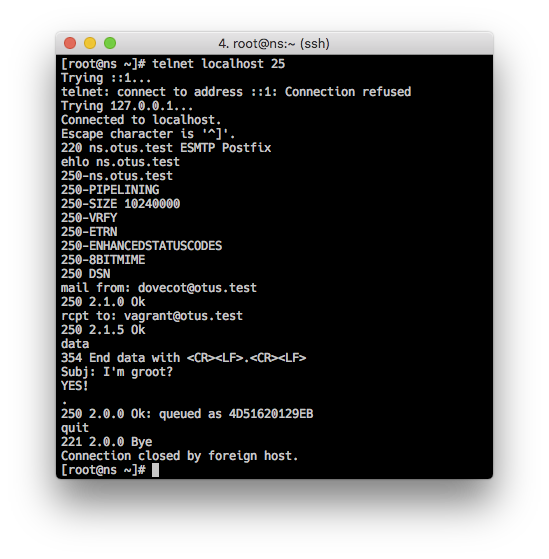 4. root@ns:~ (ssh)
[root@ns ~]# telnet localhost 25
Trying ::1...
telnet: connect to address ::1: Connection refused
Trying 127.0.0.1...
Connected to localhost.
Escape character is '^]'.
220 ns.otus.test ESMTP Postfix
ehlo ns.otus.test
250-ns.otus.test
250-PIPELINING
250-SIZE 10240000
250-VRFY
250-ETRN
250-ENHANCEDSTATUSCODES
250-8BITMIME
250 DSN
mail from: dovecot@otus.test
250 2.1.0 Ok
rcpt to: vagrant@otus.test
250 2.1.5 Ok
data
354 End data with <CR><LF>.<CR><LF>
Subj: I'm groot?
YES!
.
250 2.0.0 Ok: queued as 4D51620129EB
quit
221 2.0.0 Bye
Connection closed by foreign host.
[root@ns ~]#